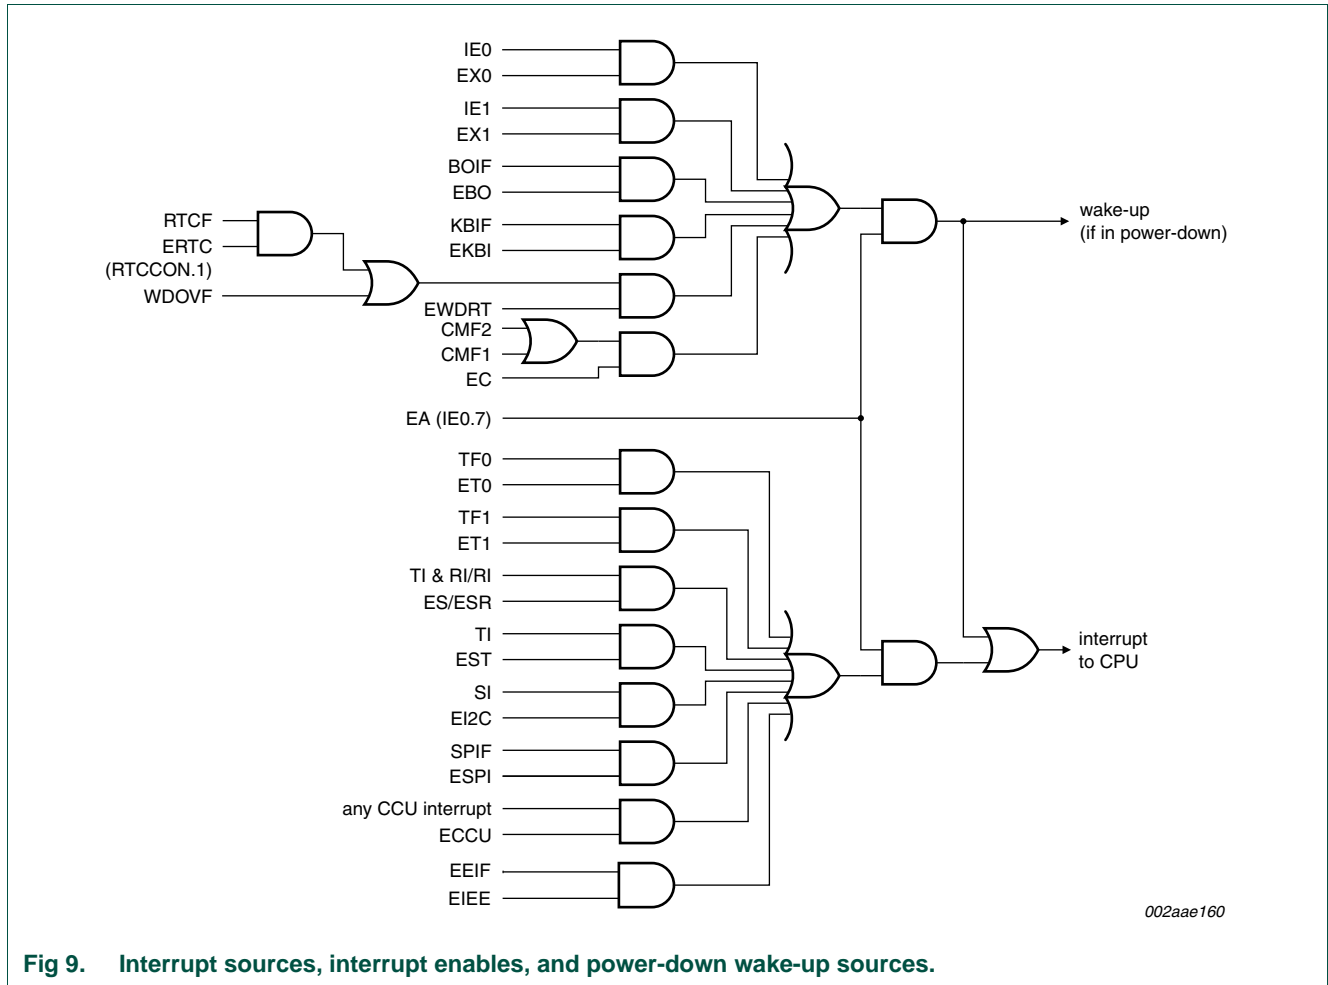 IE0
EX0
IE1
EX1
BOIF
EBO
KBIF
EKBI
RTCF
ERTC
(RTCCON.1)
WDOVF
EWDRT
CMF2
CMF1
EC
EA (IE0.7)
wake-up
(if in power-down)
TF0
ET0
TF1
ET1
TI & RI/RI
ES/ESR
TI
EST
SI
EI2C
SPIF
ESPI
any CCU interrupt
ECCU
EEIF
EIEE
interrupt
to CPU
002aae160
Fig 9. Interrupt sources, interrupt enables, and power-down wake-up sources.